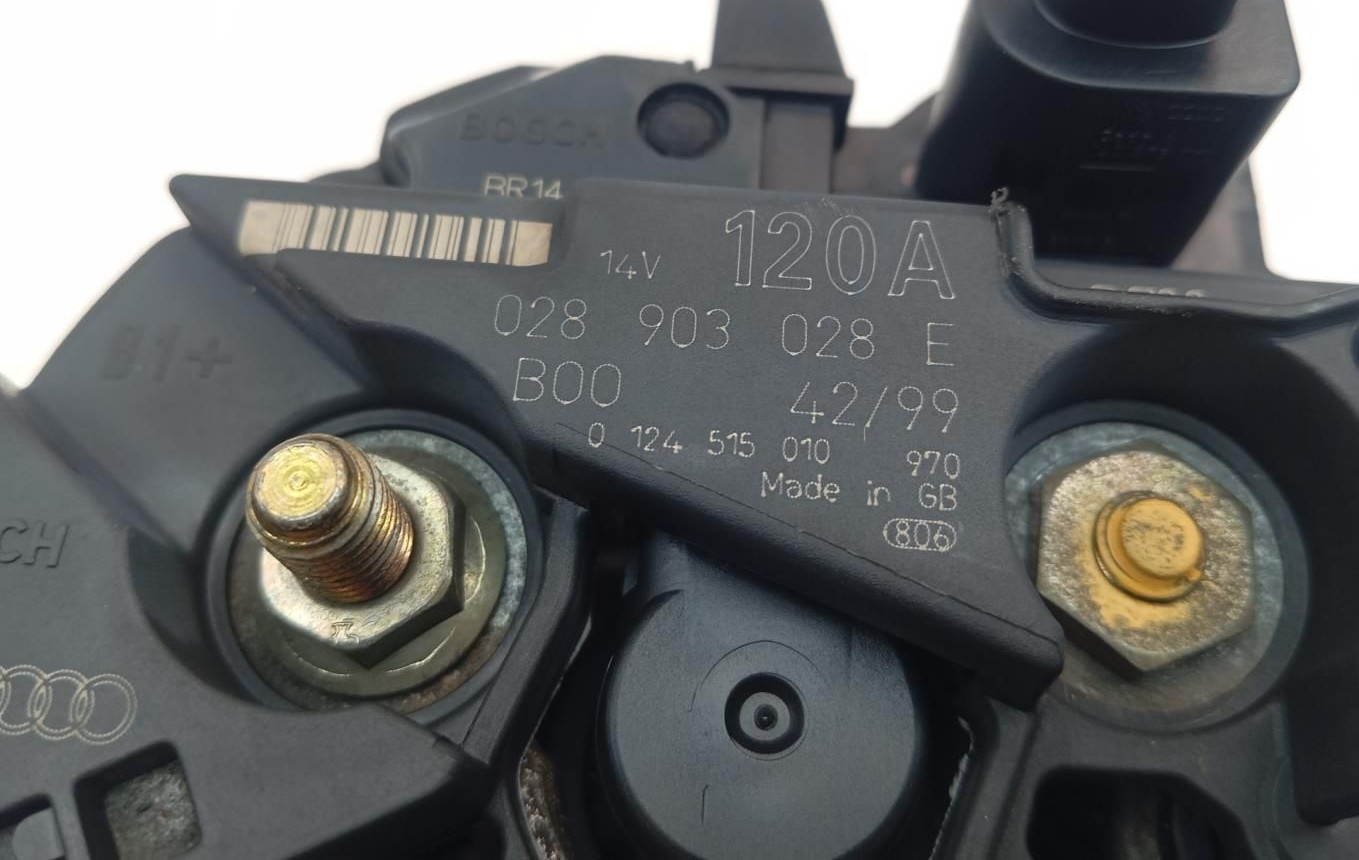 BOSCH
BR14
14V 120A
028 903 028 E
B00 42/99
0 124 515 010 970
Made in GB
806
B1+
CH